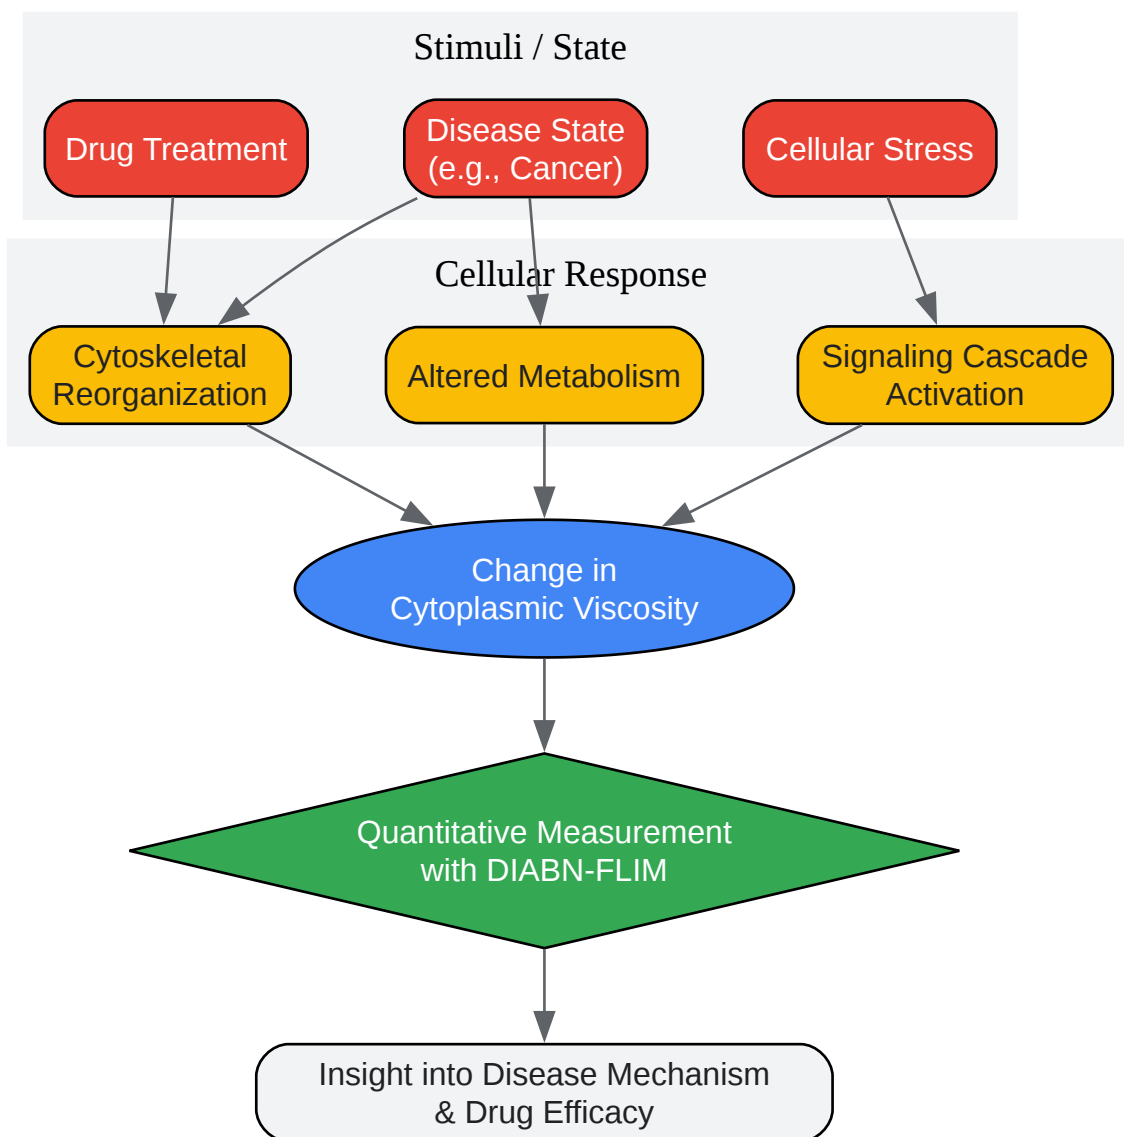 Stimuli / State
Drug Treatment
Disease State
(e.g., Cancer)
Cellular Stress
Cellular Response
Cytoskeletal
Reorganization
Altered Metabolism
Signaling Cascade
Activation
Change in
Cytoplasmic Viscosity
Quantitative Measurement
with DIABN-FLIM
Insight into Disease Mechanism
& Drug Efficacy